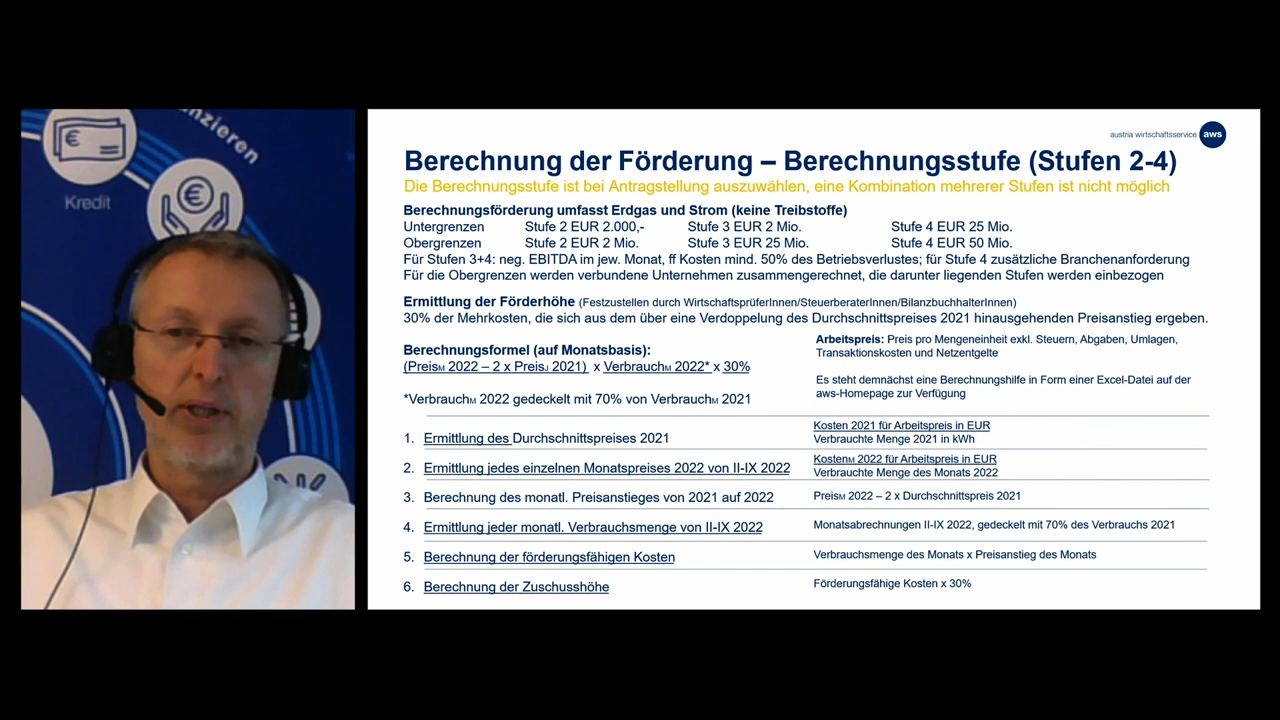 nzieren
€
Kredit
€
austria wirtschaftsservice aws
Berechnung der Förderung – Berechnungsstufe (Stufen 2-4)
Die Berechnungsstufe ist bei Antragstellung auszuwählen, eine Kombination mehrerer Stufen ist nicht möglich
Berechnungsförderung umfasst Erdgas und Strom (keine Treibstoffe)
Untergrenzen Stufe 2 EUR 2.000,- Stufe 3 EUR 2 Mio. Stufe 4 EUR 25 Mio.
Obergrenzen Stufe 2 EUR 2 Mio. Stufe 3 EUR 25 Mio. Stufe 4 EUR 50 Mio.
Für Stufen 3+4: neg. EBITDA im jew. Monat, ff Kosten mind. 50% des Betriebsverlustes; für Stufe 4 zusätzliche Branchenanforderung
Für die Obergrenzen werden verbundene Unternehmen zusammengerechnet, die darunter liegenden Stufen werden einbezogen
Ermittlung der Förderhöhe (Festzustellen durch WirtschaftsprüferInnen/SteuerberaterInnen/BilanzbuchhalterInnen)
30% der Mehrkosten, die sich aus dem über eine Verdoppelung des Durchschnittspreises 2021 hinausgehenden Preisanstieg ergeben.
Berechnungsformel (auf Monatsbasis):
(PreisM 2022 – 2 x PreisJ 2021) x VerbrauchM 2022* x 30%
*VerbrauchM 2022 gedeckelt mit 70% von VerbrauchM 2021
Arbeitspreis: Preis pro Mengeneinheit exkl. Steuern, Abgaben, Umlagen,
Transaktionskosten und Netzentgelte
Es steht demnächst eine Berechnungshilfe in Form einer Excel-Datei auf der
aws-Homepage zur Verfügung
1. Ermittlung des Durchschnittspreises 2021
Kosten 2021 für Arbeitspreis in EUR
Verbrauchte Menge 2021 in kWh
2. Ermittlung jedes einzelnen Monatspreises 2022 von II-IX 2022
KostenM 2022 für Arbeitspreis in EUR
Verbrauchte Menge des Monats 2022
3. Berechnung des monatl. Preisanstieges von 2021 auf 2022
PreisM 2022 – 2 x Durchschnittspreis 2021
4. Ermittlung jeder monatl. Verbrauchsmenge von II-IX 2022
Monatsabrechnungen II-IX 2022, gedeckelt mit 70% des Verbrauchs 2021
5. Berechnung der förderungsfähigen Kosten
Verbrauchsmenge des Monats x Preisanstieg des Monats
6. Berechnung der Zuschusshöhe
Förderungsfähige Kosten x 30%